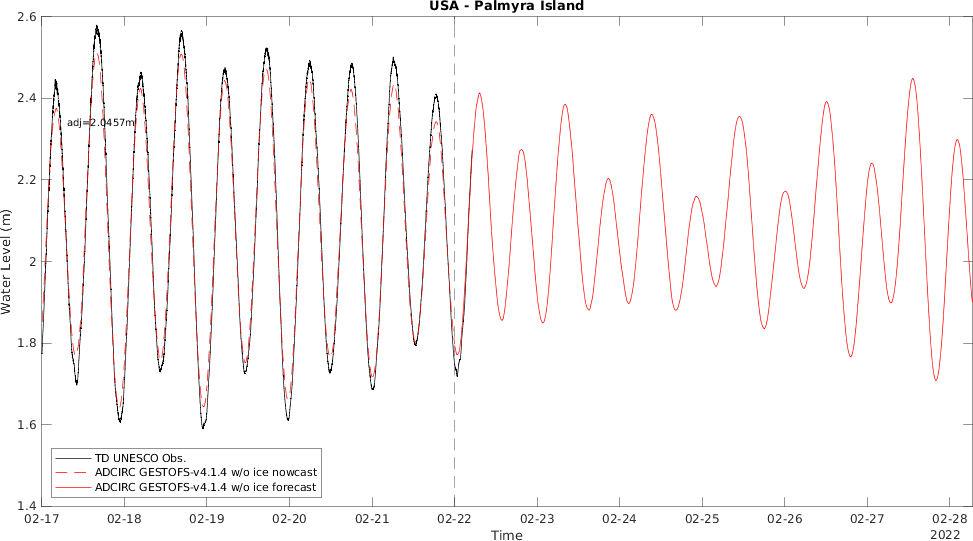 USA - Palmyra Island
2.6
2.4
2.2
2
1.8
1.6
1.4
Water Level (m)
adj=2.0457m
TD UNESCO Obs.
ADCIRC GESTOFS-v4.1.4 w/o ice nowcast
ADCIRC GESTOFS-v4.1.4 w/o ice forecast
02-17 02-18 02-19 02-20 02-21 02-22 02-23 02-24 02-25 02-26 02-27 02-28
2022
Time